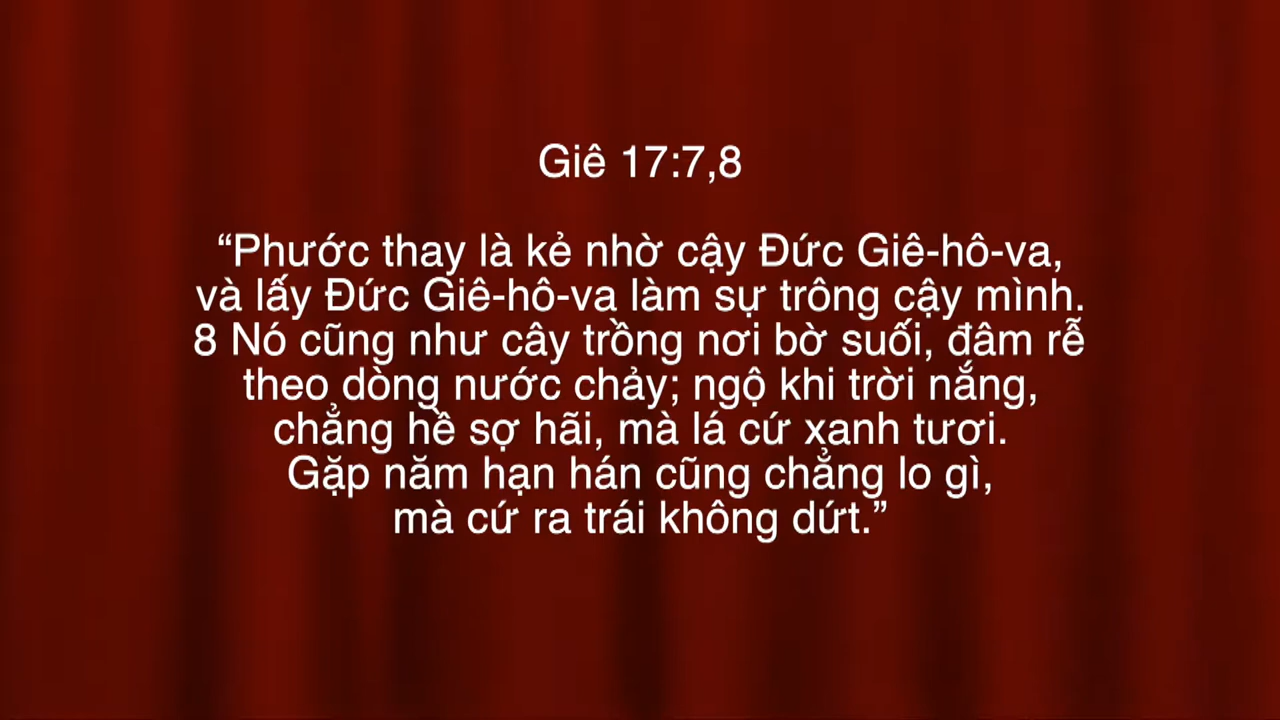 Giê 17:7,8
“Phước thay là kẻ nhờ cậy Đức Giê-hô-va,
và lấy Đức Giê-hô-va làm sự trông cậy mình.
8 Nó cũng như cây trồng nơi bờ suối, đâm rễ
theo dòng nước chảy; ngộ khi trời nắng,
chẳng hề sợ hãi, mà lá cứ xanh tươi.
Gặp năm hạn hán cũng chẳng lo gì,
mà cứ ra trái không dứt.”